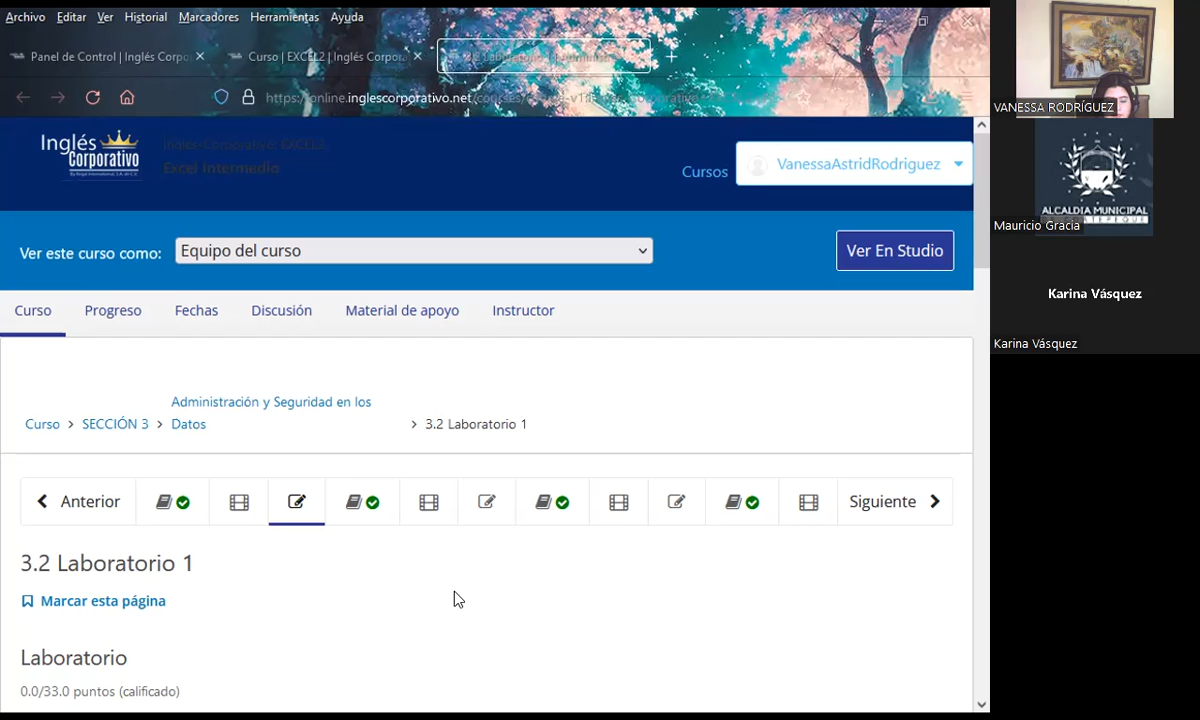 Archivo Editar Ver Historial Marcadores Herramientas Ayuda
Panel de Control | Inglés Corpo
Curso | EXCEL2 | Inglés Corpora
https://online.inglescorporativo.net
Inglés
Corporativo
Inglés Corporativo: EXCEL2
Excel Intermedio
Cursos
VanessaAstridRodriguez
Ver este curso como:
Equipo del curso
Ver En Studio
Curso
Progreso
Fechas
Discusión
Material de apoyo
Instructor
Curso > SECCIÓN 3 > Administración y Seguridad en los
Datos
> 3.2 Laboratorio 1
Anterior
Siguiente
3.2 Laboratorio 1
Marcar esta página
Laboratorio
0.0/33.0 puntos (calificado)
VANESSA RODRÍGUEZ
ALCALDIA MUNICIPAL
Mauricio Gracia
Karina Vásquez
Karina Vásquez